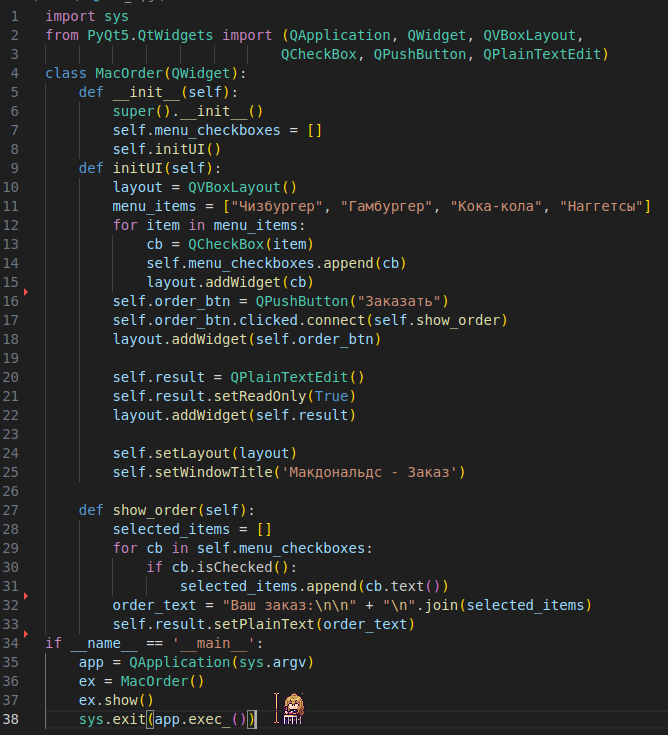 1 import sys
2 from PyQt5.QtWidgets import (QApplication, QWidget, QVBoxLayout,
3                             QCheckBox, QPushButton, QPlainTextEdit)
4 class MacOrder(QWidget):
5     def __init__(self):
6         super().__init__()
7         self.menu_checkboxes = []
8         self.initUI()
9     def initUI(self):
10         layout = QVBoxLayout()
11         menu_items = ["Чизбургер", "Гамбургер", "Кока-кола", "Наггетсы"]
12         for item in menu_items:
13             cb = QCheckBox(item)
14             self.menu_checkboxes.append(cb)
15             layout.addWidget(cb)
16         self.order_btn = QPushButton("Заказать")
17         self.order_btn.clicked.connect(self.show_order)
18         layout.addWidget(self.order_btn)
19
20         self.result = QPlainTextEdit()
21         self.result.setReadOnly(True)
22         layout.addWidget(self.result)
23
24         self.setLayout(layout)
25         self.setWindowTitle('Макдональдс - Заказ')
26
27     def show_order(self):
28         selected_items = []
29         for cb in self.menu_checkboxes:
30             if cb.isChecked():
31                 selected_items.append(cb.text())
32         order_text = "Ваш заказ:\n\n" + "\n".join(selected_items)
33         self.result.setPlainText(order_text)
34 if __name__ == '__main__':
35     app = QApplication(sys.argv)
36     ex = MacOrder()
37     ex.show()
38     sys.exit(app.exec_())